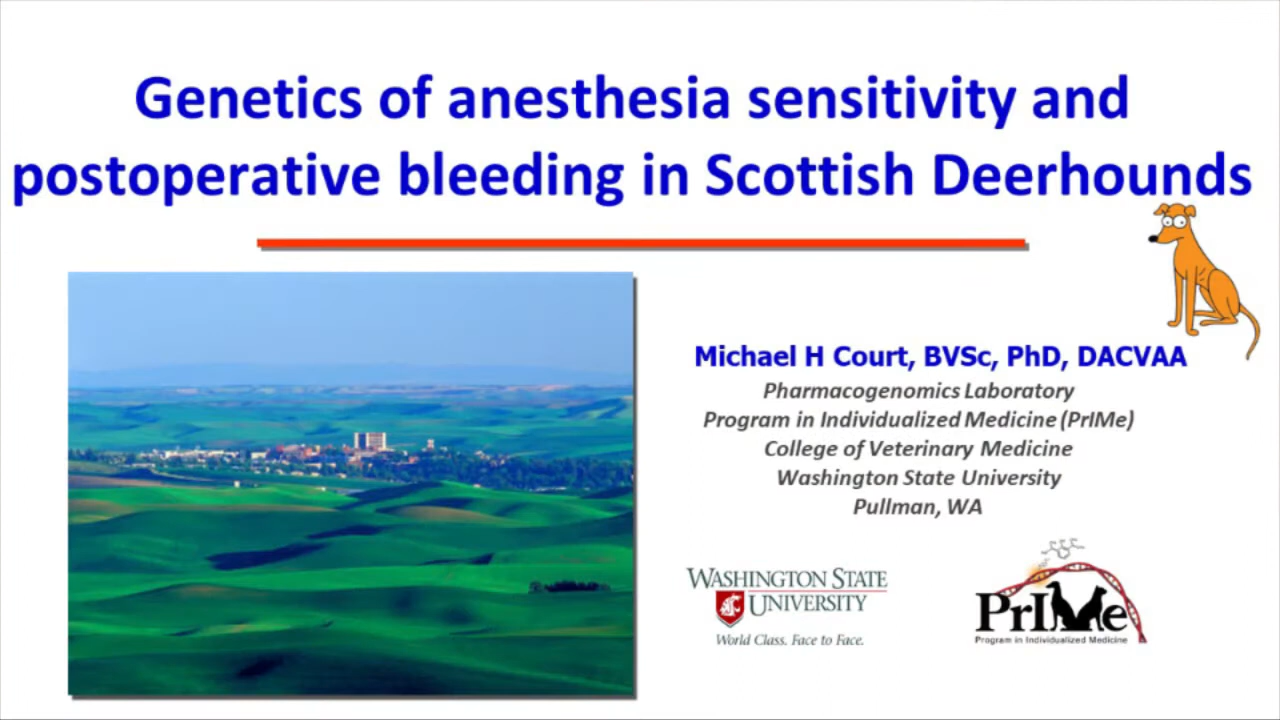 Genetics of anesthesia sensitivity and
postoperative bleeding in Scottish Deerhounds
Michael H Court, BVSc, PhD, DACVAA
Pharmacogenomics Laboratory
Program in Individualized Medicine (PrIMe)
College of Veterinary Medicine
Washington State University
Pullman, WA
WASHINGTON STATE
UNIVERSITY
World Class. Face to Face.
PrIMe
Program in Individualized Medicine